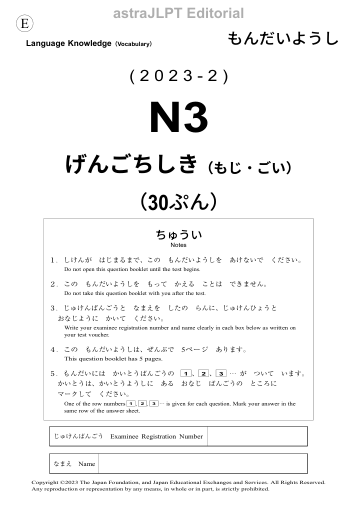 astraJLPT Editorial
E
Language Knowledge (Vocabulary)
もんだいようし
(2023-2)
N3
げんごちしき（もじ・ごい）
（30ぷん）
ちゅうい
Notes
1. しけんが はじまるまで、この もんだいようしを あけないで ください。
Do not open this question booklet until the test begins.
2. この もんだいようしを もって かえる ことは できません。
Do not take this question booklet with you after the test.
3. じゅけんばんごうと なまえを したの らんに、じゅけんひょうと
おなじように かいて ください。
Write your examinee registration number and name clearly in each box below as written on
your test voucher.
4. この もんだいようしは、ぜんぶで 5ページ あります。
This question booklet has 5 pages.
5. もんだいには かいとうばんごうの 1、2、3 … が ついて います。
かいとうは、かいとうようしに ある おなじ ばんごうの ところに
マークして ください。
One of the row numbers 1, 2, 3 … is given for each question. Mark your answer in the
same row of the answer sheet.
じゅけんばんごう Examinee Registration Number
なまえ Name
Copyright ©2023 The Japan Foundation, and Japan Educational Exchanges and Services. All Rights Reserved.
Any reproduction or representation by any means, in whole or in part, is strictly prohibited.